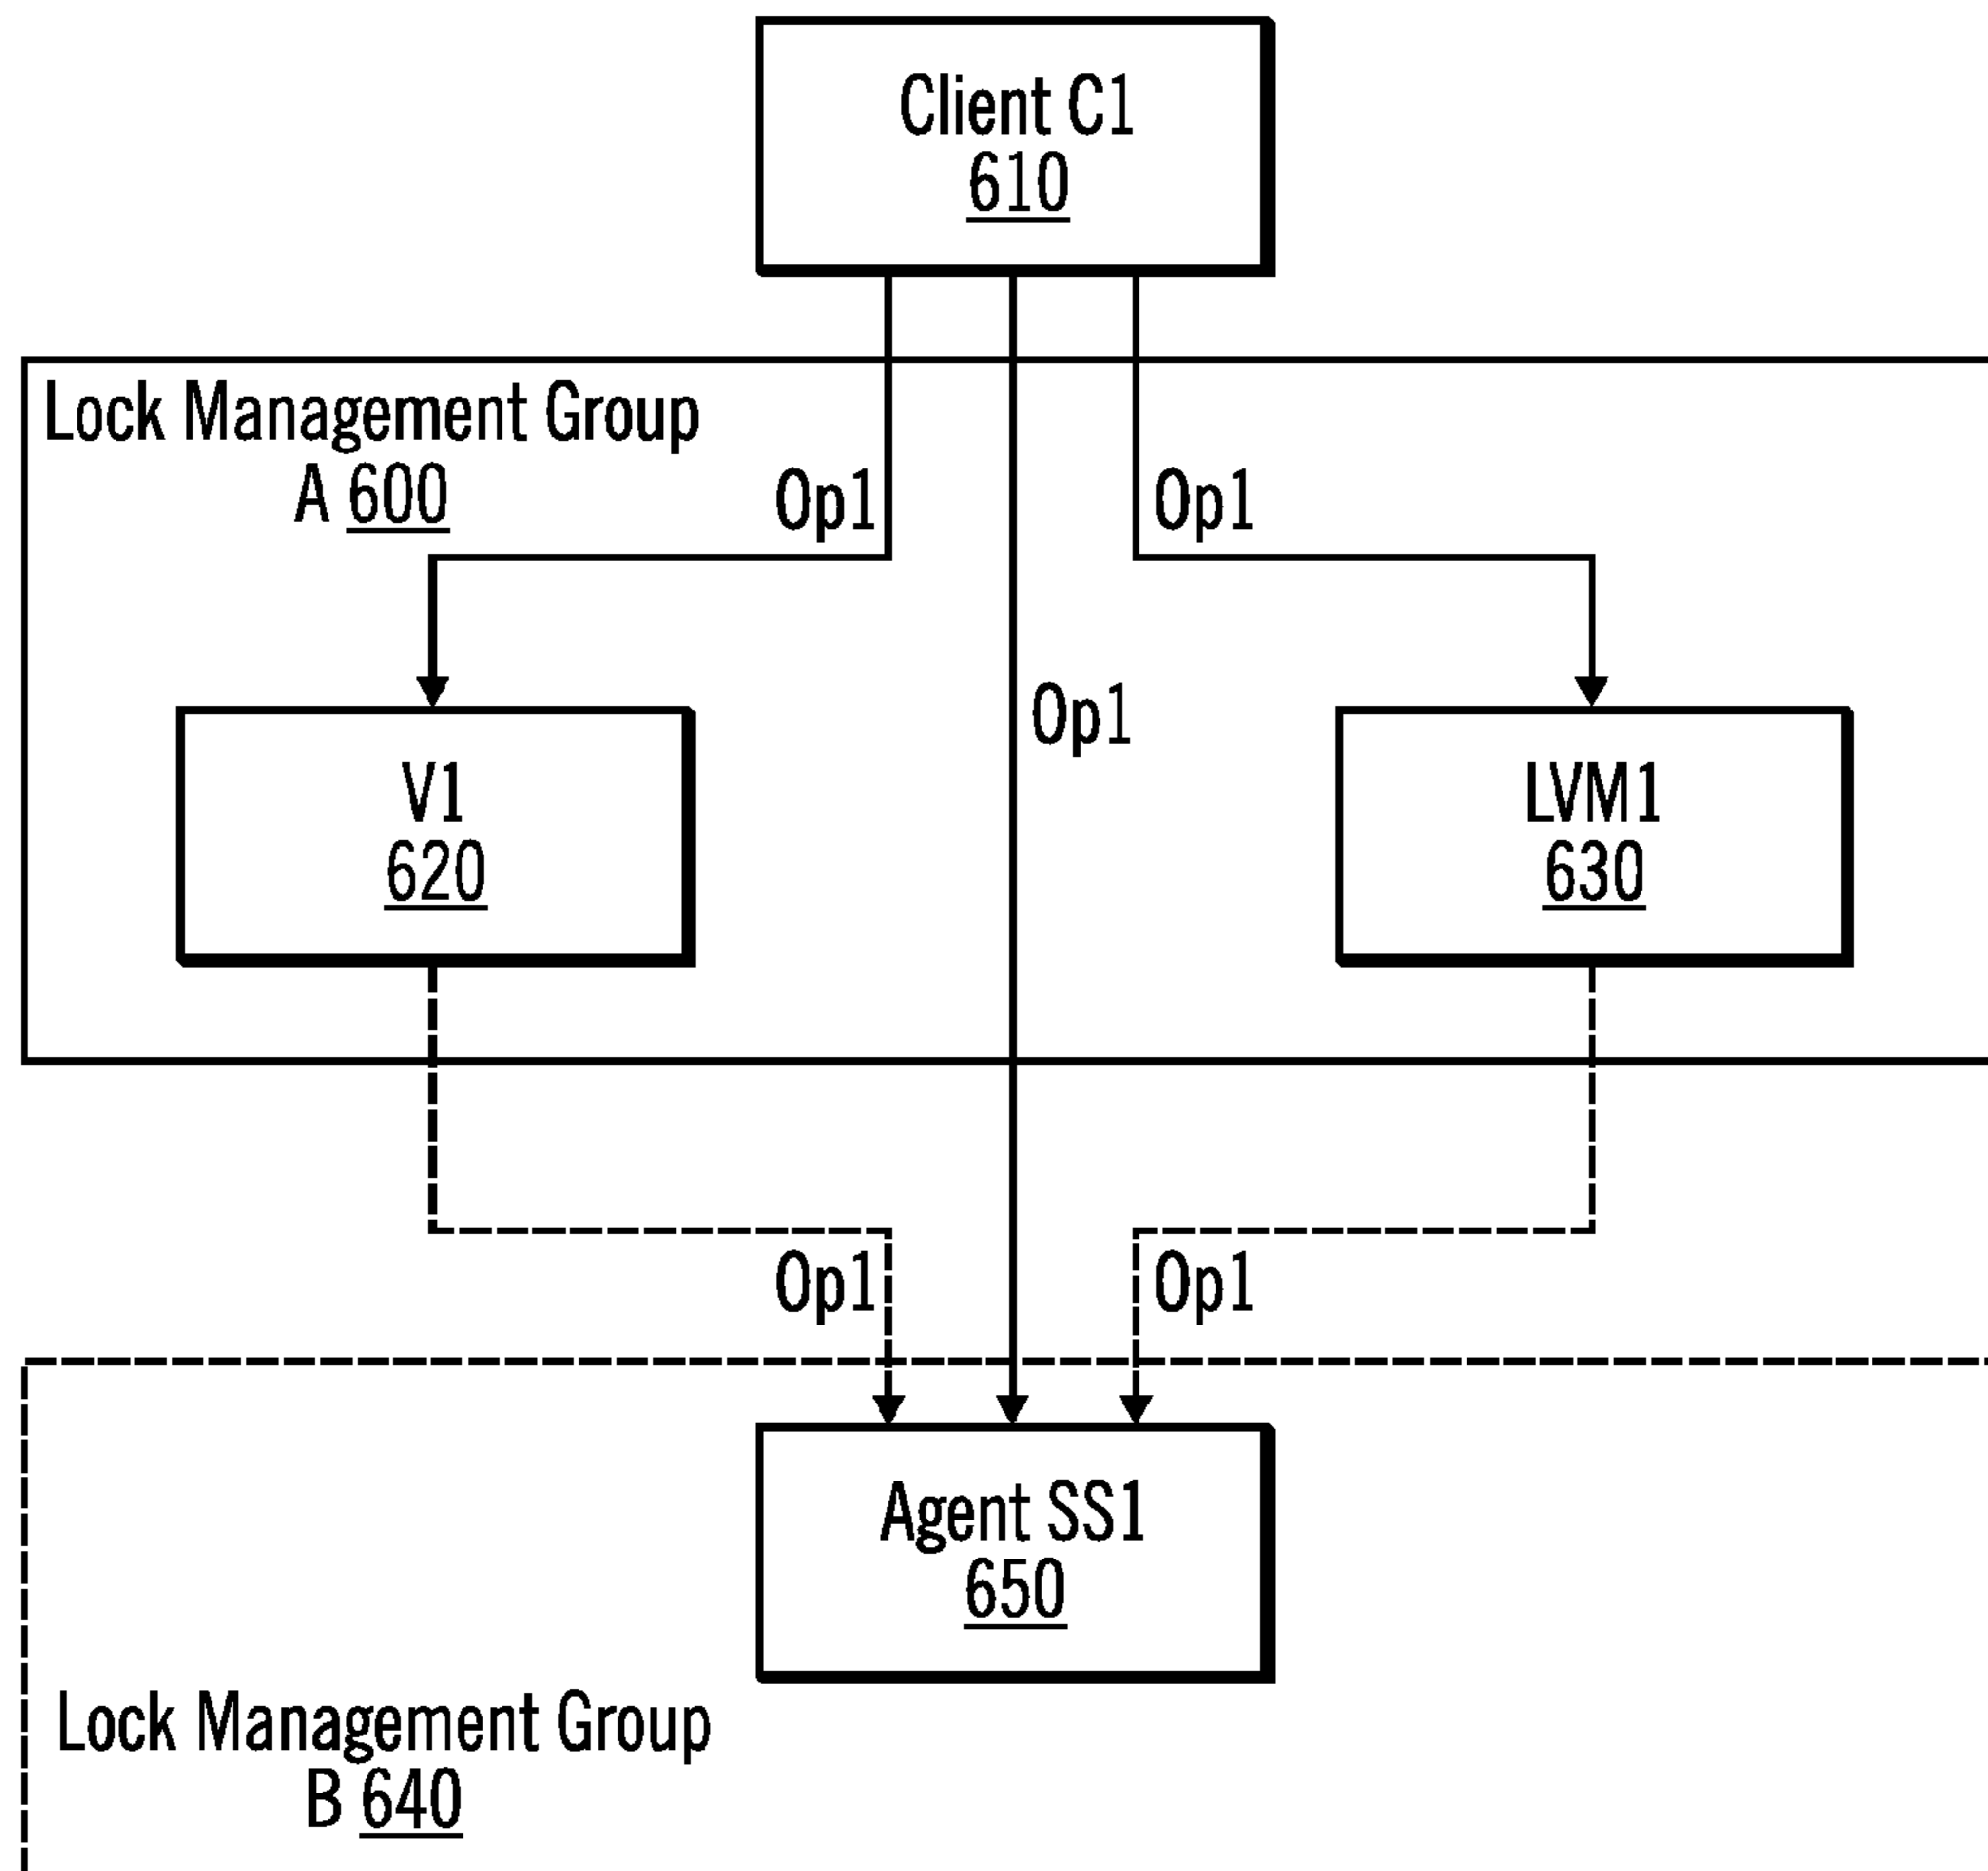 Client C1
610
Lock Management Group
A 600
Op1
Op1
Op1
V1
620
LVM1
630
Op1
Op1
Agent SS1
650
Lock Management Group
B 640